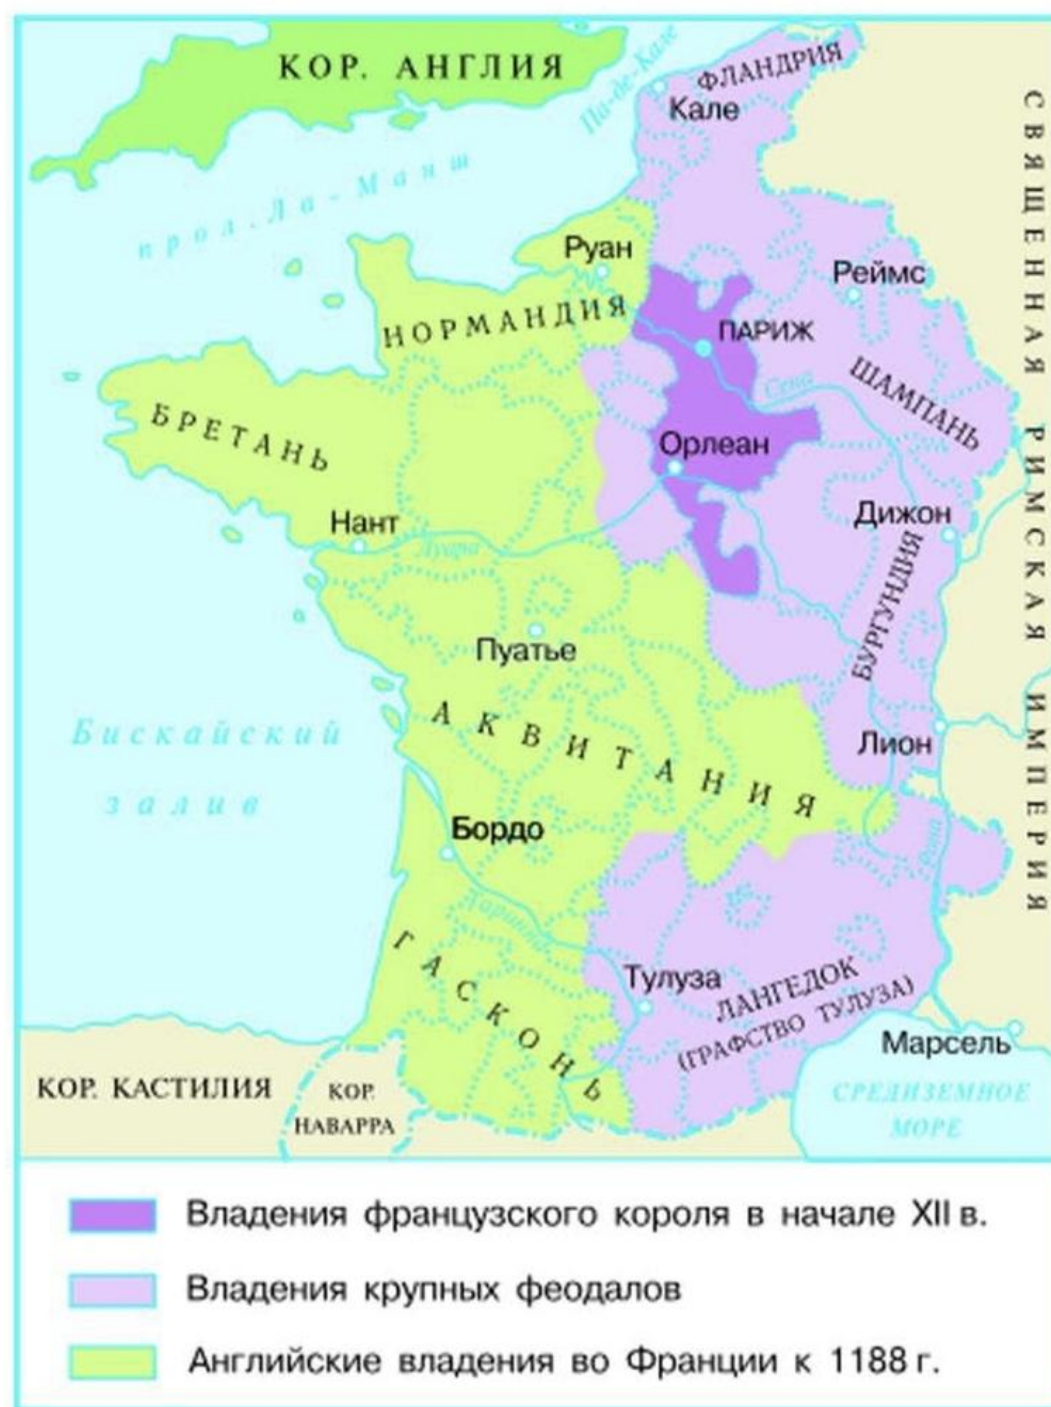 КОР. АНГЛИЯ
Па-де-Кале
ФЛАНДРИЯ
Кале
прол. Ла-Манш
СВЯЩЕННАЯ РИМСКАЯ ИМПЕРИЯ
Руан
Реймс
НОРМАНДИЯ
ПАРИЖ
Сена
ШАМПАНЬ
БРЕТАНЬ
Орлеан
Нант
Луара
Дижон
БУРГУНДИЯ
Пуатье
АКВИТАНИЯ
Лион
Бискайский
залив
Бордо
Рона
Гаронна
ГАСКОНЬ
Тулуза
ЛАНГЕДОК
(ГРАФСТВО ТУЛУЗА)
Марсель
КОР. КАСТИЛИЯ
КОР.
НАВАРРА
СРЕДИЗЕМНОЕ
МОРЕ
Владения французского короля в начале XII в.
Владения крупных феодалов
Английские владения во Франции к 1188 г.